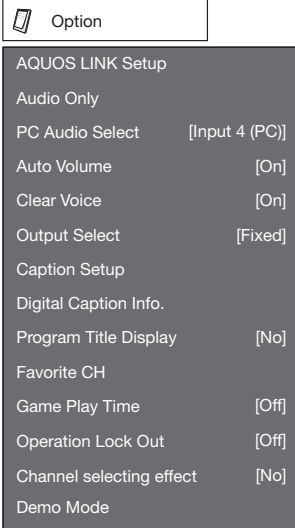 Option
AQUOS LINK Setup
Audio Only
PC Audio Select [Input 4 (PC)]
Auto Volume [On]
Clear Voice [On]
Output Select [Fixed]
Caption Setup
Digital Caption Info.
Program Title Display [No]
Favorite CH
Game Play Time [Off]
Operation Lock Out [Off]
Channel selecting effect [No]
Demo Mode